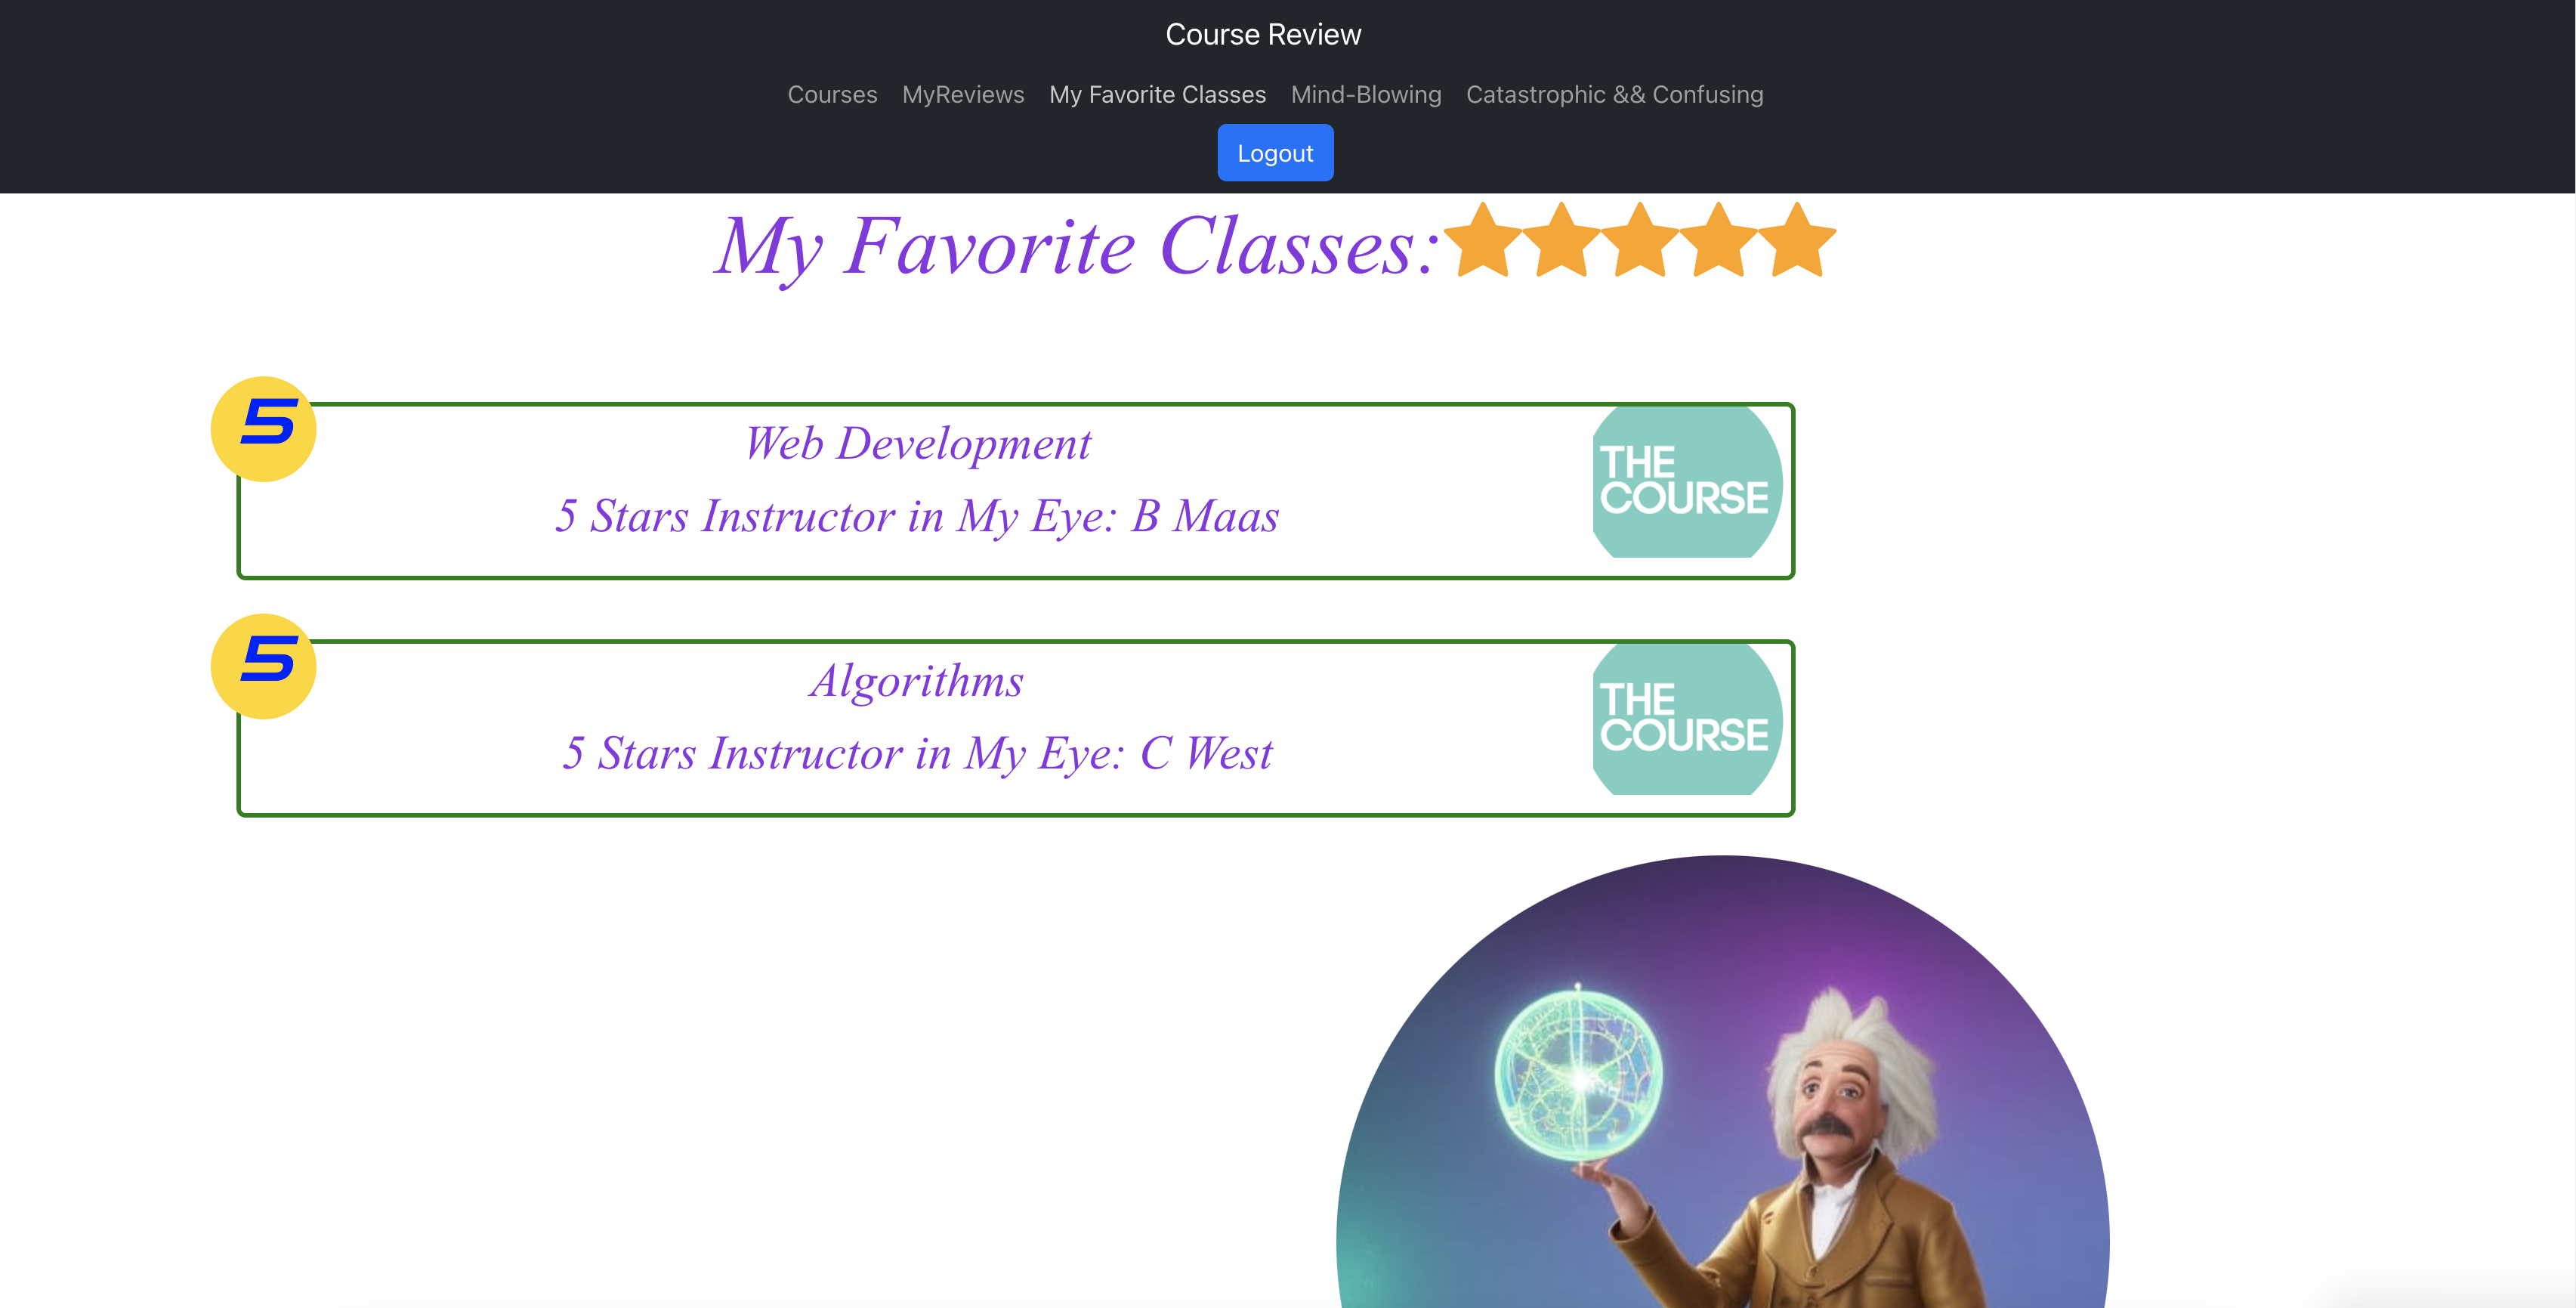 Course Review
Courses MyReviews My Favorite Classes Mind-Blowing Catastrophic && Confusing
Logout
My Favorite Classes:
5
Web Development
5 Stars Instructor in My Eye: B Maas
THE
COURSE
5
Algorithms
5 Stars Instructor in My Eye: C West
THE
COURSE